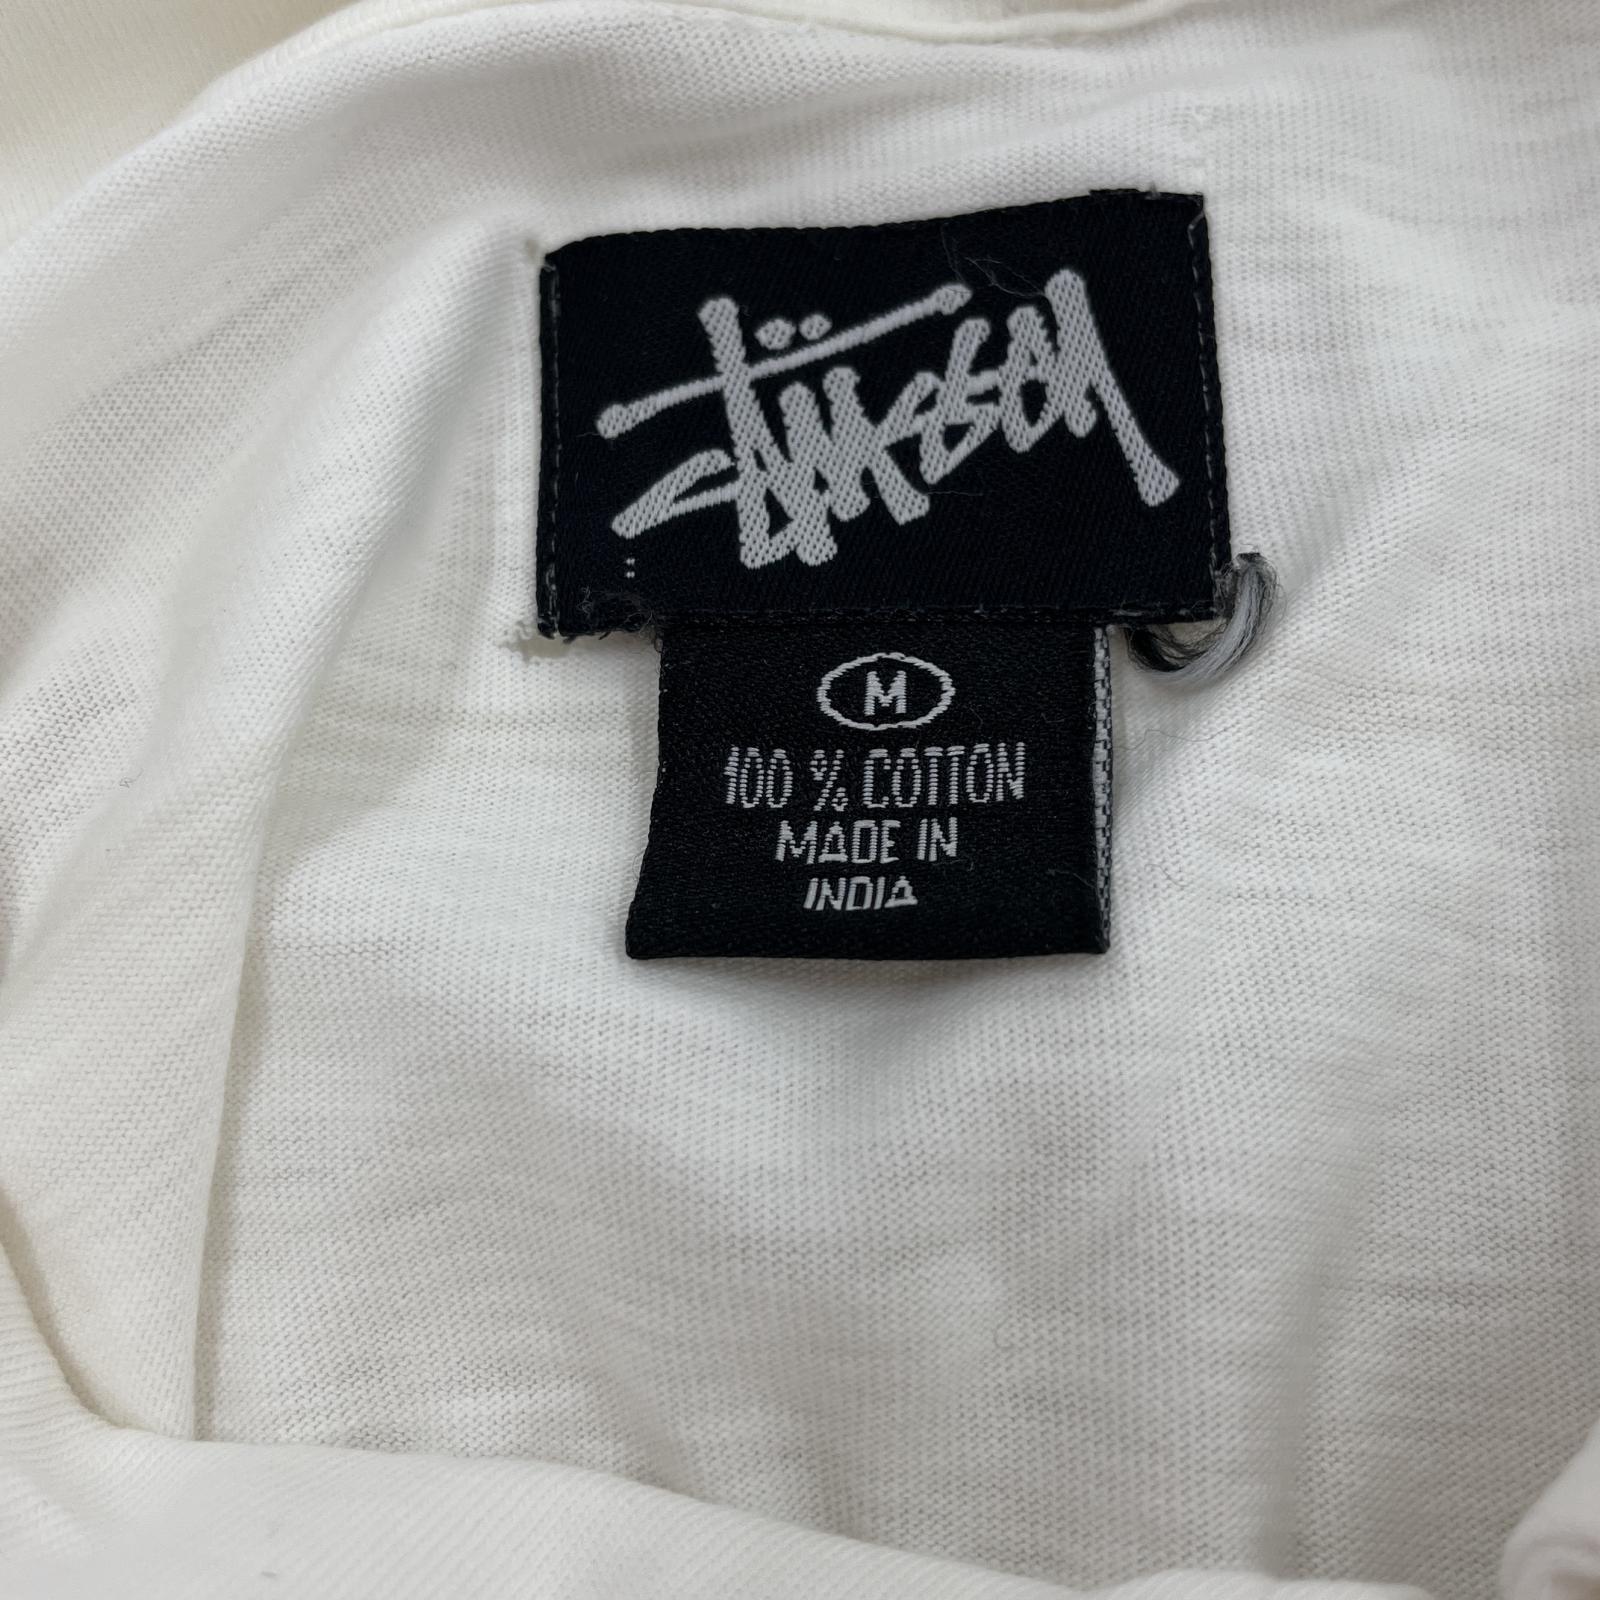 Stüssy
M
100 % COTTON
MADE IN
INDIA